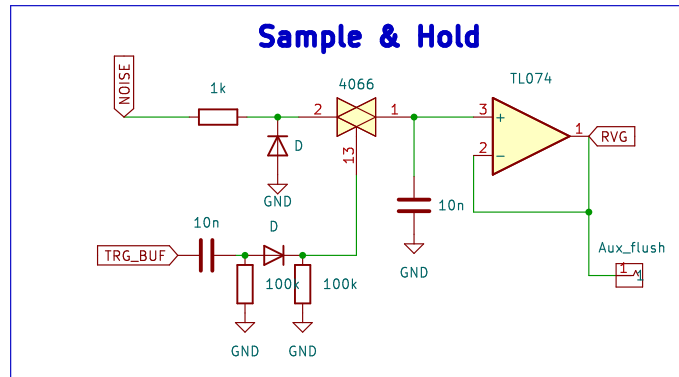 Sample & Hold
NOISE
1k
2
4066
1
13
D
GND
TL074
3
+
2
-
1
RVG
10n
GND
10n
D
TRG_BUF
100k
100k
GND
GND
Aux_flush
1
1